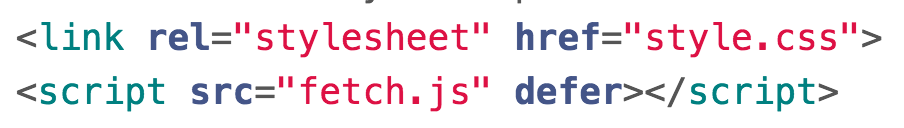 <link rel="stylesheet" href="style.css">
<script src="fetch.js" defer></script>